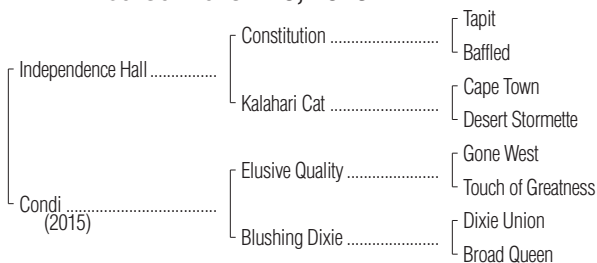 Tapit
Constitution ..............................
Baffled
Independence Hall .................
Cape Town
Kalahari Cat ..............................
Desert Stormette
Gone West
Elusive Quality .........................
Touch of Greatness
Condi .........................................
(2015)
Dixie Union
Blushing Dixie .........................
Broad Queen